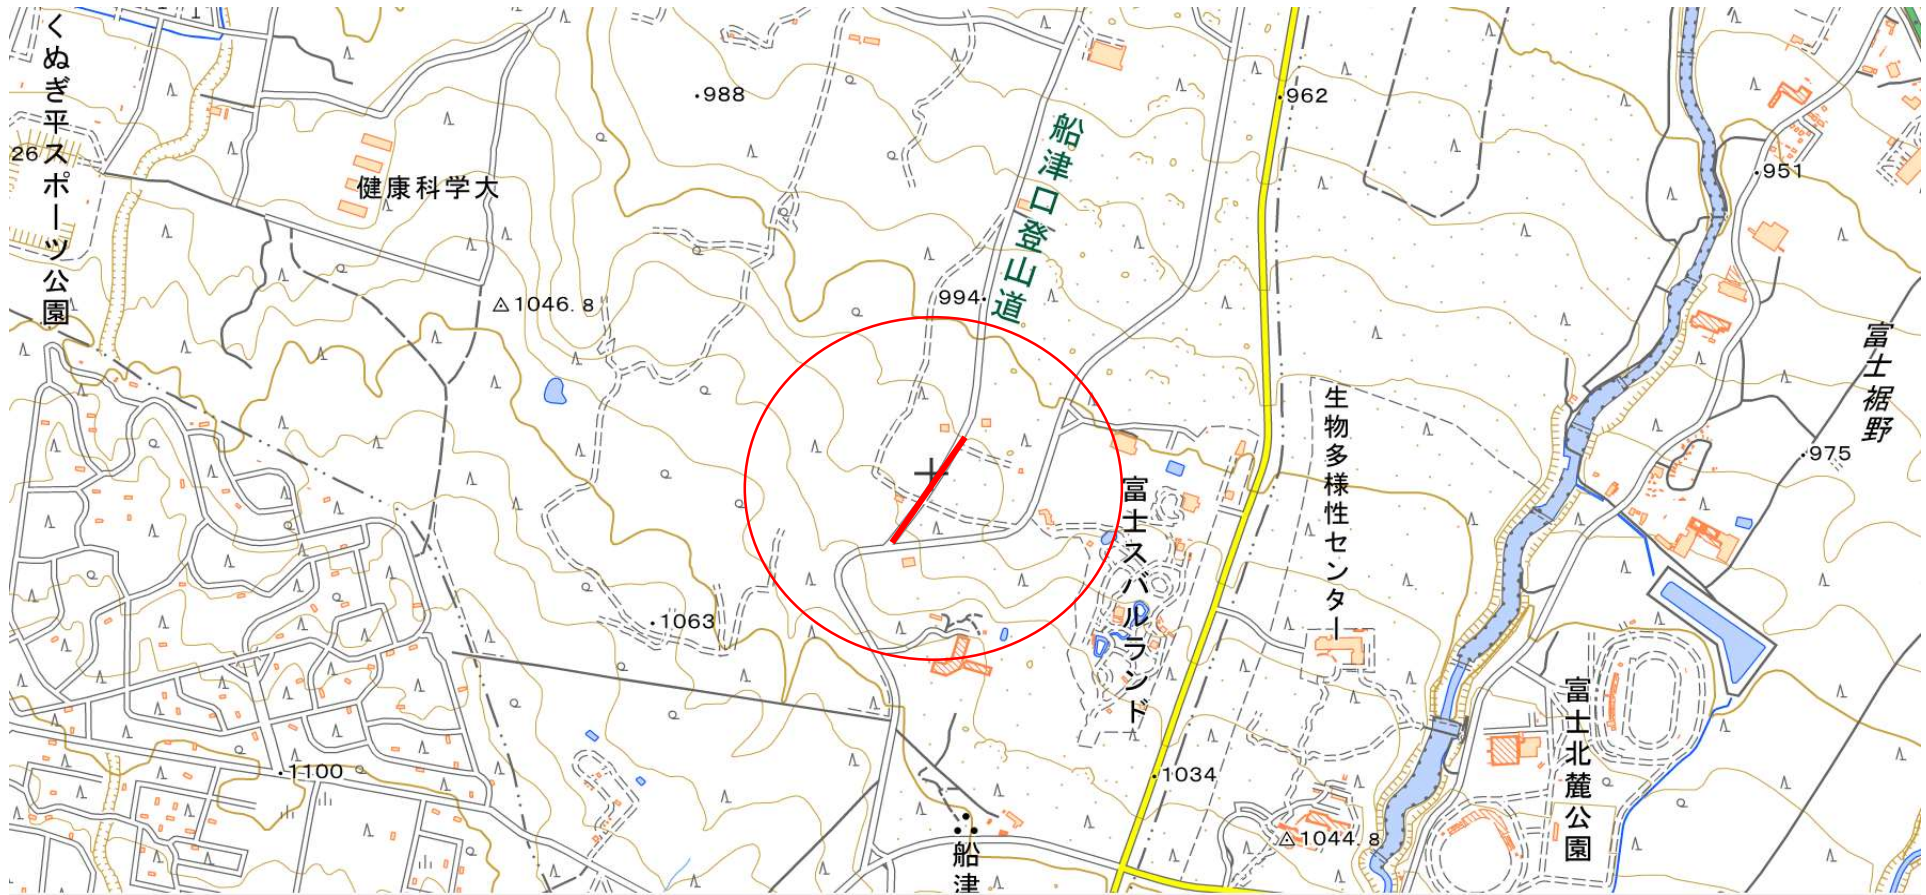 くぬぎ平スポーツ公園
26
988
962
951
船津口登山道
健康科学大
1046.8
994
富士裾野
生物多様性センター
975
富士スバルランド
1063
富士北麓公園
1100
1034
1044.8
船津